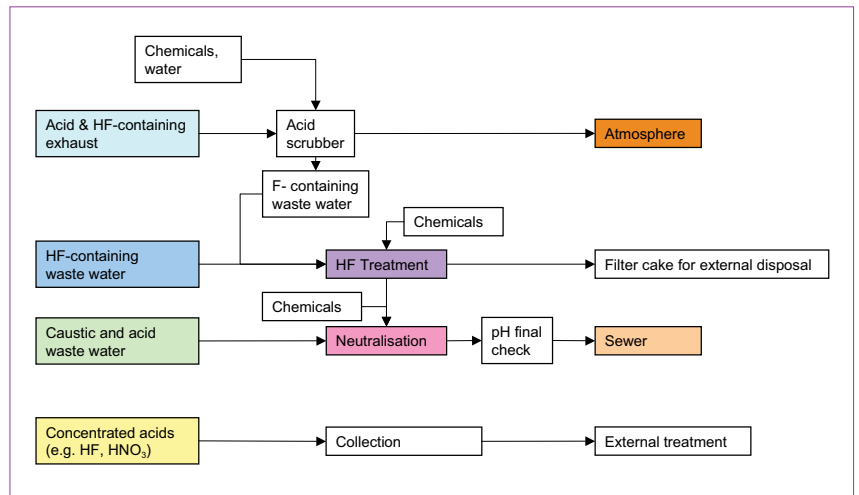 Chemicals,
water
Acid & HF-containing
exhaust
Acid
scrubber
Atmosphere
F- containing
waste water
Chemicals
HF-containing
waste water
HF Treatment
Filter cake for external disposal
Chemicals
Caustic and acid
waste water
Neutralisation
pH final
check
Sewer
Concentrated acids
(e.g. HF, HNO₃)
Collection
External treatment